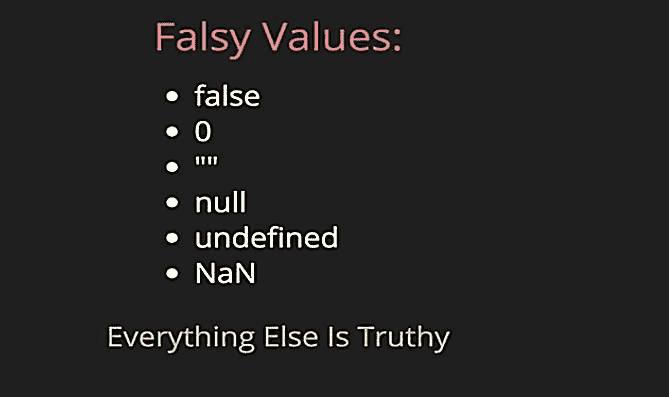 Falsy Values:
• false
• 0
• ""
• null
• undefined
• NaN
Everything Else Is Truthy